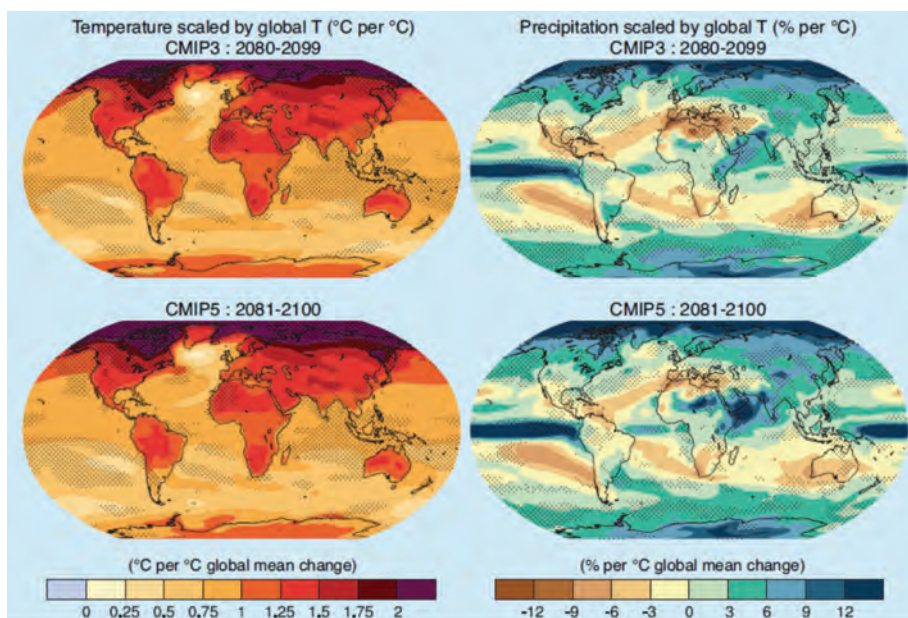 Temperature scaled by global T (°C per °C)
CMIP3 : 2080-2099
Precipitation scaled by global T (% per °C)
CMIP3 : 2080-2099
CMIP5 : 2081-2100
CMIP5 : 2081-2100
(°C per °C global mean change)
0 0.25 0.5 0.75 1 1.25 1.5 1.75 2
(% per °C global mean change)
-12 -9 -6 -3 0 3 6 9 12